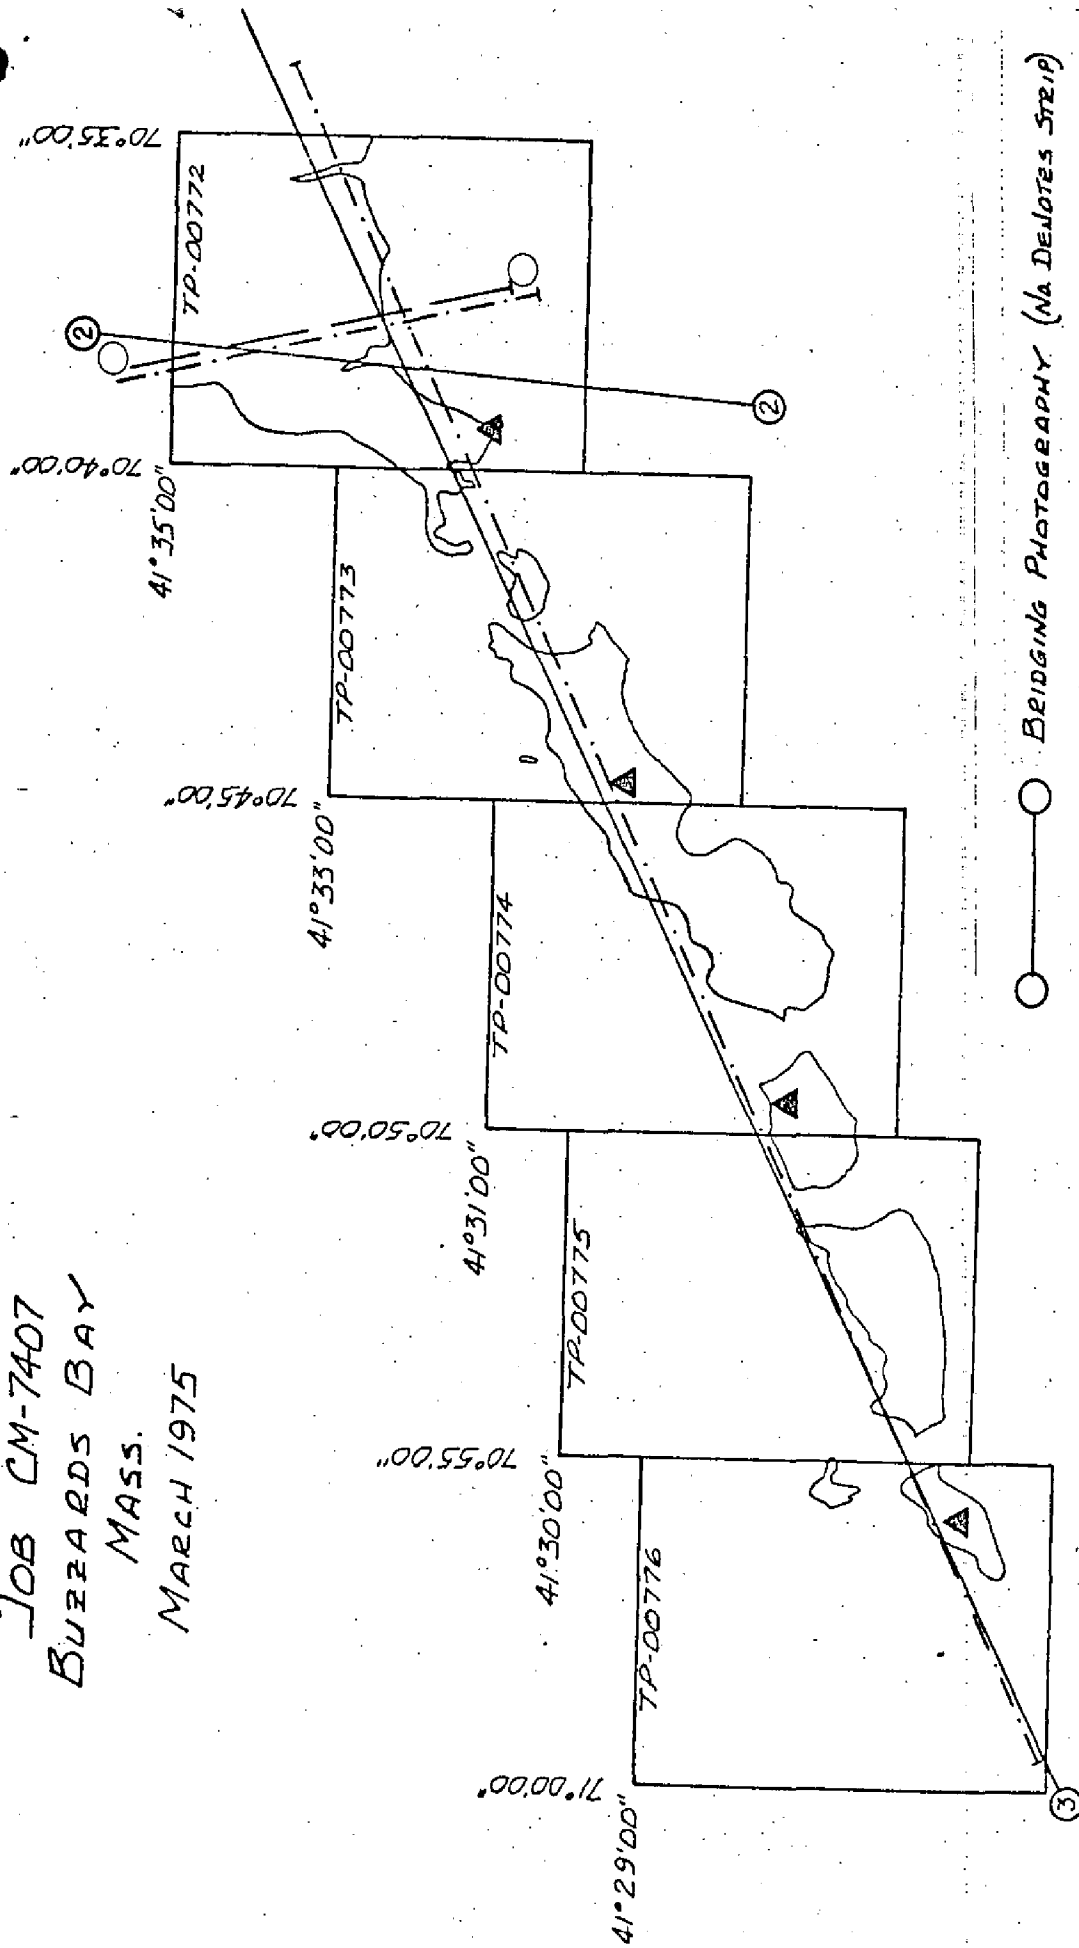 JOB CM-7407
BUZZARDS BAY
MASS.
MARCH 1975
70°35'00"
TP-00772
2
70°40'00"
41°35'00"
2
TP-00773
70°45'00"
41°33'00"
TP-00774
70°50'00"
41°31'00"
TP-00775
70°55'00"
41°30'00"
TP-00776
71°00'00"
41°29'00"
3
BRIDGING PHOTOGRAPHY (No. DENOTES STRIP)